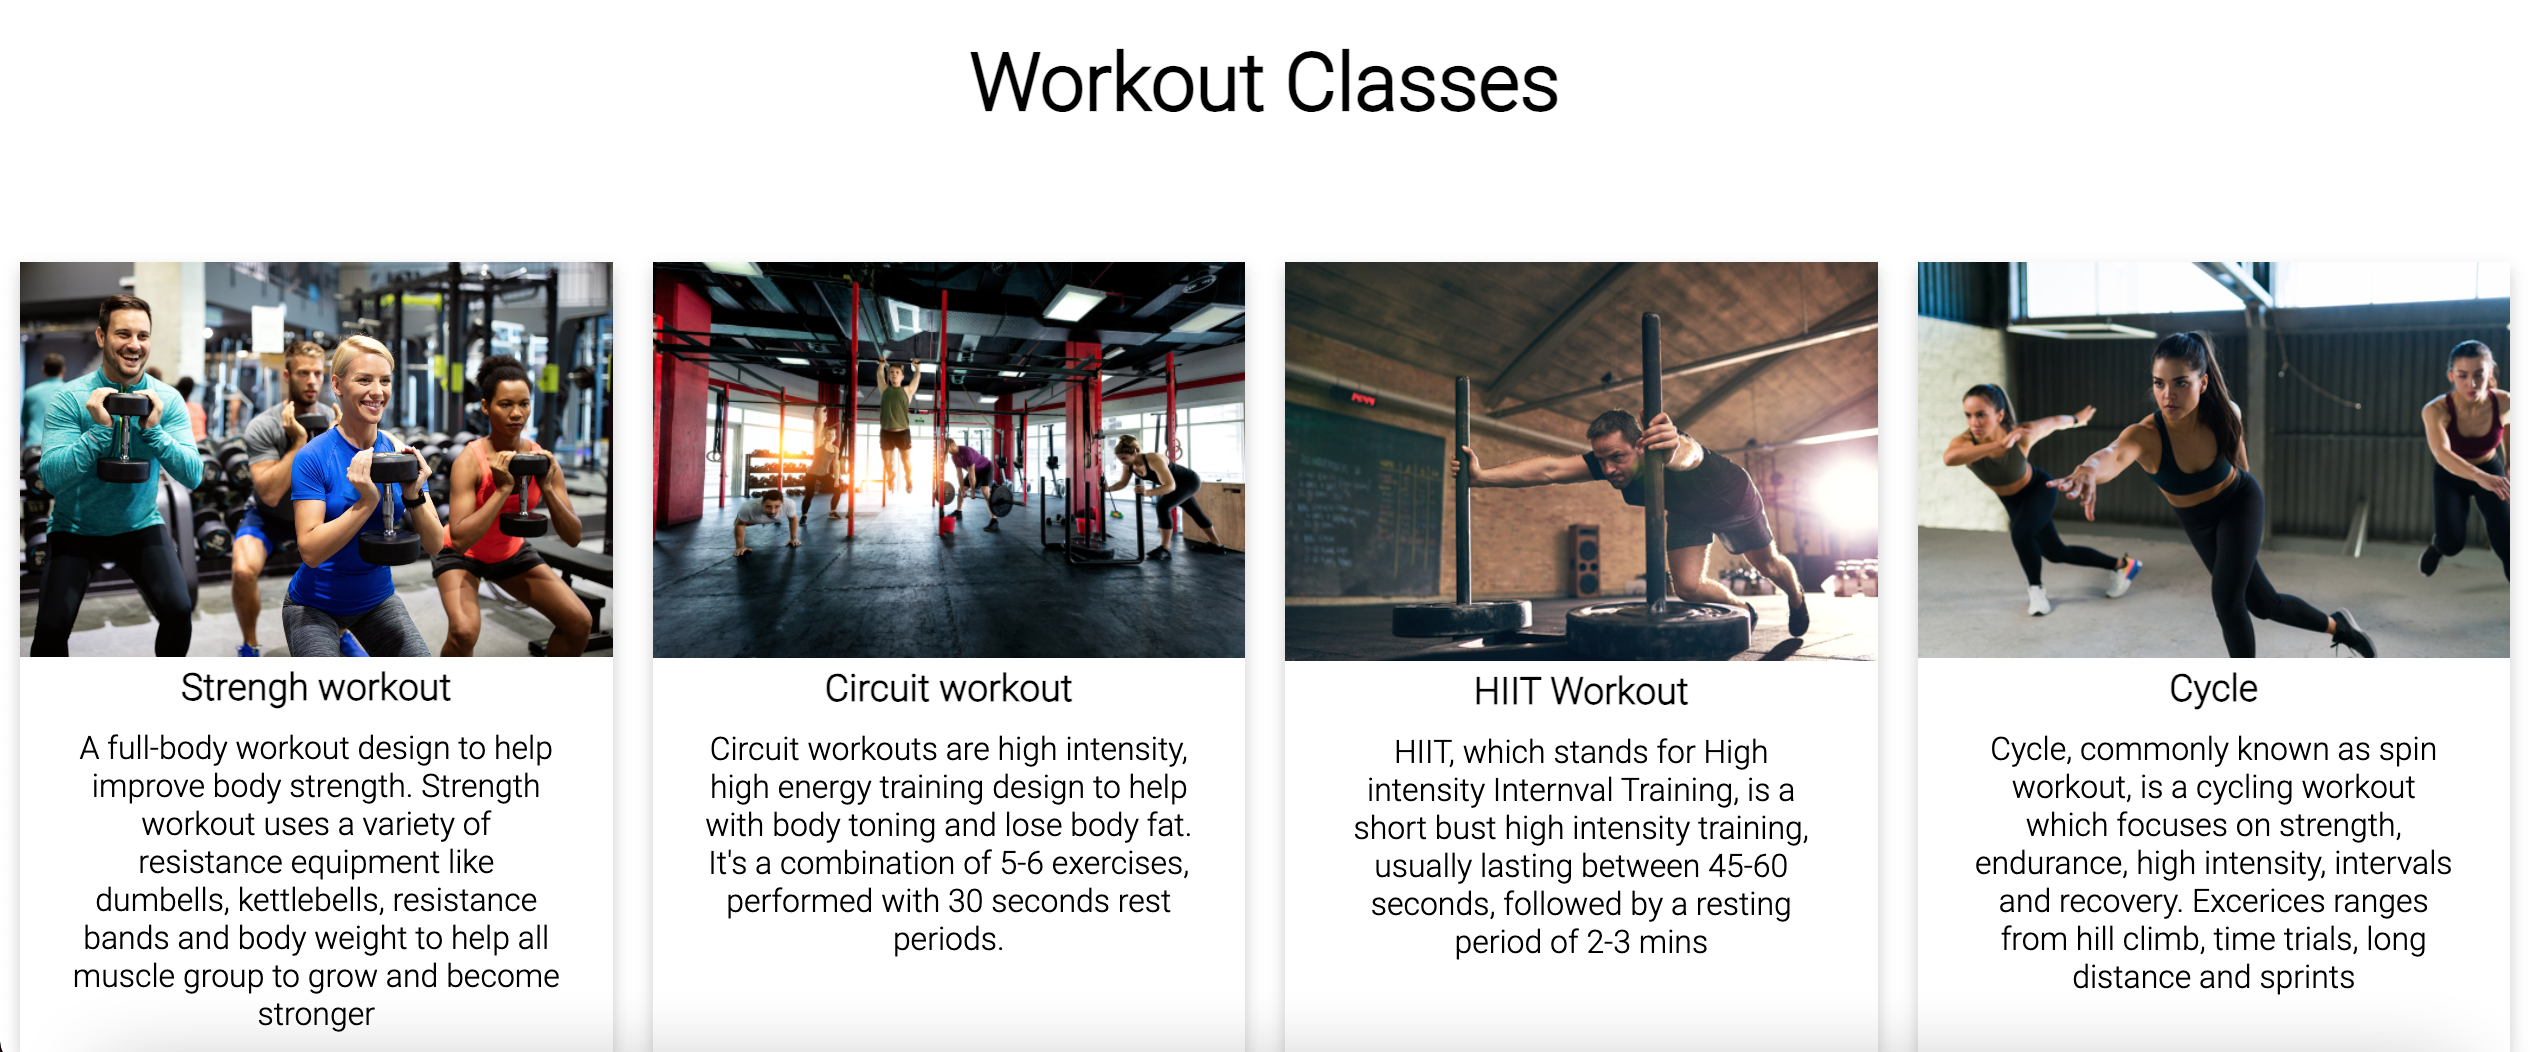 Workout Classes
Strengh workout
A full-body workout design to help
improve body strength. Strength
workout uses a variety of
resistance equipment like
dumbells, kettlebells, resistance
bands and body weight to help all
muscle group to grow and become
stronger
Circuit workout
Circuit workouts are high intensity,
high energy training design to help
with body toning and lose body fat.
It's a combination of 5-6 exercises,
performed with 30 seconds rest
periods.
HIIT Workout
HIIT, which stands for High
intensity Internval Training, is a
short bust high intensity training,
usually lasting between 45-60
seconds, followed by a resting
period of 2-3 mins
Cycle
Cycle, commonly known as spin
workout, is a cycling workout
which focuses on strength,
endurance, high intensity, intervals
and recovery. Excerices ranges
from hill climb, time trials, long
distance and sprints